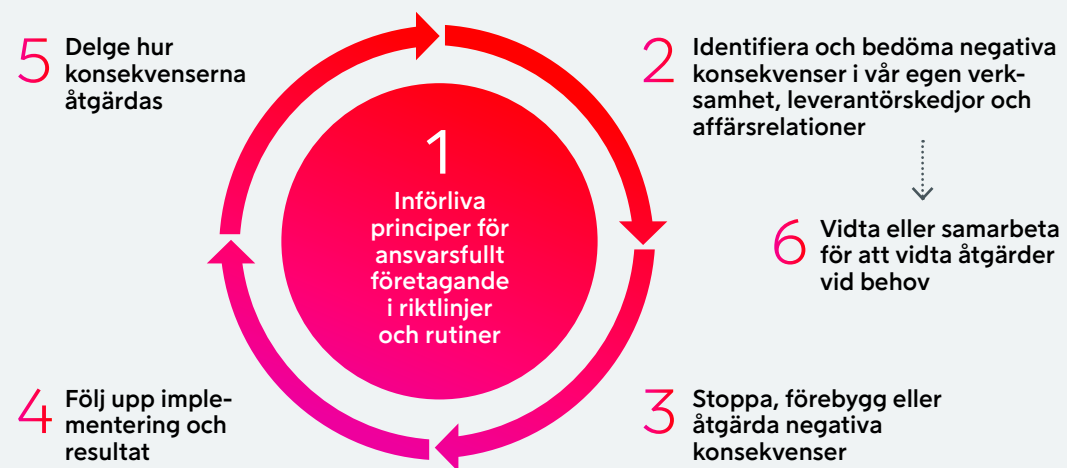 1
Införliva
principer för
ansvarsfullt
företagande
i riktlinjer
och rutiner
2
Identifiera och bedöma negativa
konsekvenser i vår egen verk-
samhet, leverantörskedjor och
affärsrelationer
3
Stoppa, förebygg eller
åtgärda negativa
konsekvenser
4
Följ upp imple-
mentering och
resultat
5
Delge hur
konsekvenserna
åtgärdas
6
Vidta eller samarbeta
för att vidta åtgärder
vid behov